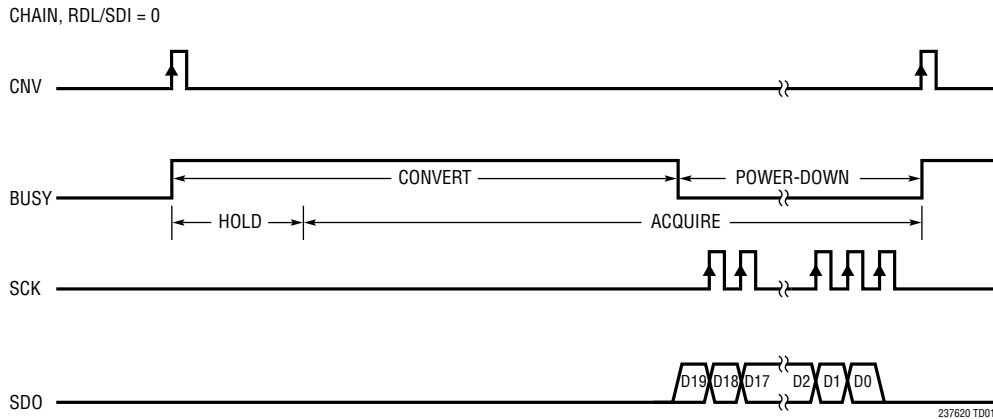 CHAIN, RDL/SDI = 0
CNV
CONVERT
POWER-DOWN
BUSY
HOLD
ACQUIRE
SCK
D19 D18 D17 D2 D1 D0
SDO
237620 TD01